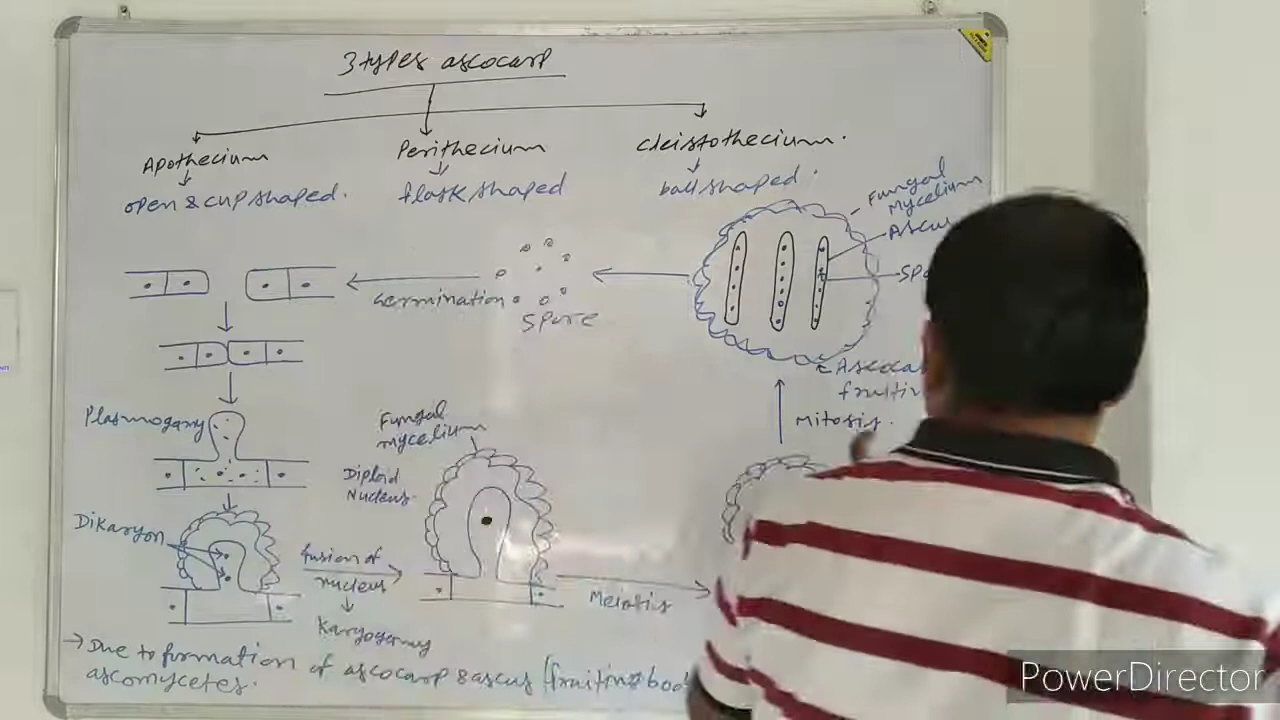 3 types ascocarp
Apothecium
Perithecium
Cleistothecium.
open & cup shaped.
flask shaped
ball shaped.
Fungal
Mycelium
Ascus
Germination
Spore
Fungal
mycelium
Mitosis.
Plasmogamy
Diploid
Nucleus.
Dikaryon
fusion of
nucleus
Karyogamy
Meiosis
→ Due to formation of ascocarp & ascus (fruiting
ascomycetes.
PowerDirector